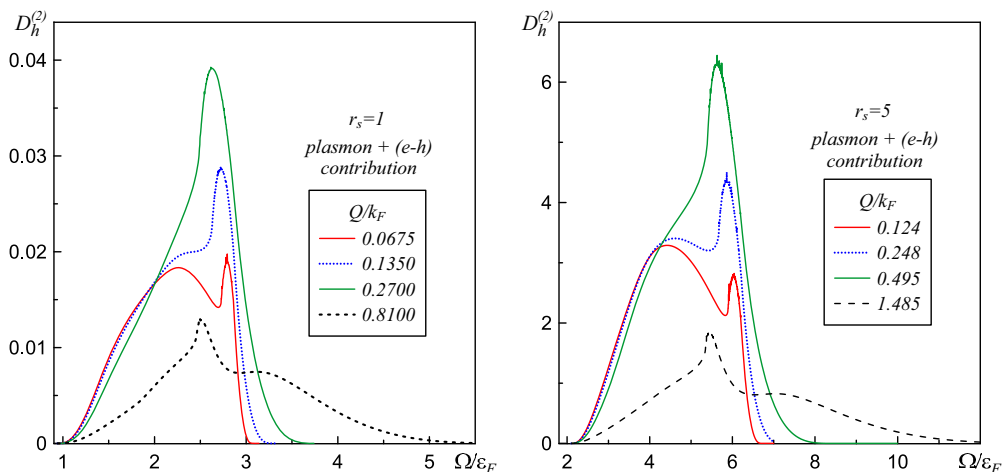 D_h^(2)
0.04
0.03
0.02
0.01
0
1
2
3
4
5
Ω/ε_F
r_s=1
plasmon + (e-h)
contribution
Q/k_F
0.0675
0.1350
0.2700
0.8100
D_h^(2)
6
4
2
0
2
4
6
8
10
Ω/ε_F
r_s=5
plasmon + (e-h)
contribution
Q/k_F
0.124
0.248
0.495
1.485